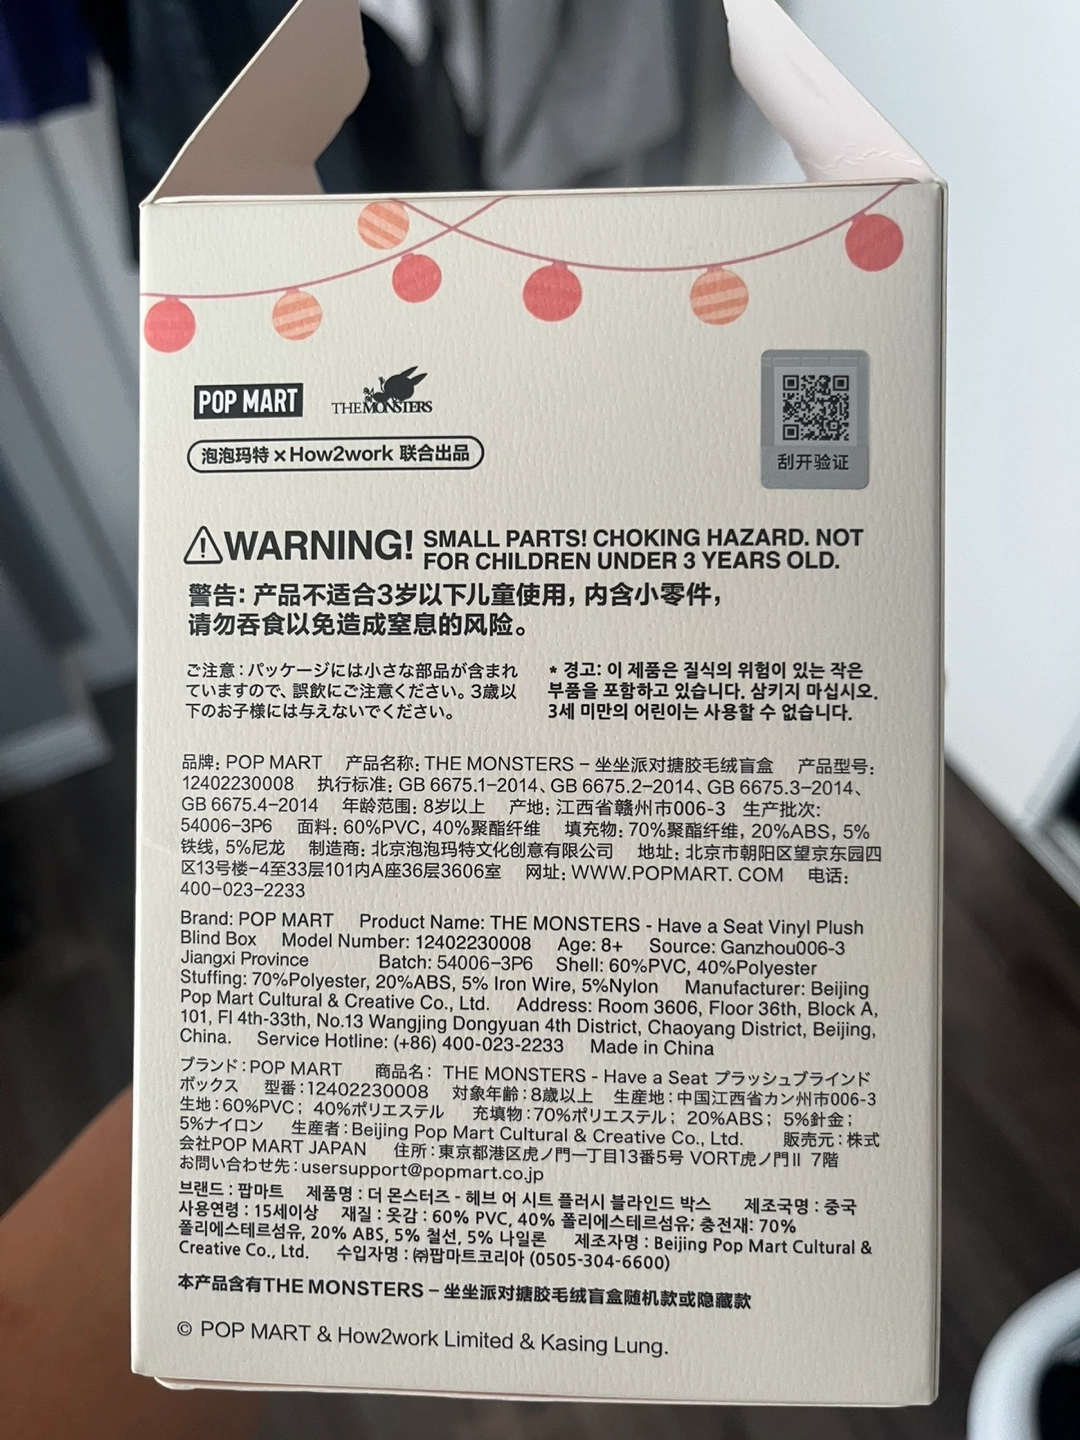 POP MART
THE MONSTERS
泡泡玛特 × How2work 联合出品
刮开验证
WARNING! SMALL PARTS! CHOKING HAZARD. NOT
FOR CHILDREN UNDER 3 YEARS OLD.
警告: 产品不适合3岁以下儿童使用, 内含小零件,
请勿吞食以免造成窒息的风险。
ご注意:パッケージには小さな部品が含まれ
ていますので、誤飲にご注意ください。3歳以
下のお子様には与えないでください。
* 경고: 이 제품은 질식의 위험이 있는 작은
부품을 포함하고 있습니다. 삼키지 마십시오.
3세 미만의 어린이는 사용할 수 없습니다.
品牌: POP MART 产品名称: THE MONSTERS – 坐坐派对搪胶毛绒盲盒 产品型号:
12402230008 执行标准: GB 6675.1–2014、GB 6675.2–2014、GB 6675.3–2014、
GB 6675.4–2014 年龄范围: 8岁以上 产地: 江西省赣州市006-3 生产批次:
54006–3P6 面料: 60%PVC, 40%聚酯纤维 填充物: 70%聚酯纤维, 20%ABS, 5%
铁线, 5%尼龙 制造商: 北京泡泡玛特文化创意有限公司 地址: 北京市朝阳区望京东园四
区13号楼–4至33层101内A座36层3606室 网址: WWW.POPMART. COM 电话:
400–023–2233
Brand: POP MART Product Name: THE MONSTERS - Have a Seat Vinyl Plush
Blind Box Model Number: 12402230008 Age: 8+ Source: Ganzhou006-3
Jiangxi Province Batch: 54006–3P6 Shell: 60%PVC, 40%Polyester
Stuffing: 70%Polyester, 20%ABS, 5% Iron Wire, 5%Nylon Manufacturer: Beijing
Pop Mart Cultural & Creative Co., Ltd. Address: Room 3606, Floor 36th, Block A,
101, Fl 4th-33th, No.13 Wangjing Dongyuan 4th District, Chaoyang District, Beijing,
China. Service Hotline: (+86) 400-023-2233 Made in China
ブランド:POP MART 商品名: THE MONSTERS - Have a Seat プラッシュブラインド
ボックス 型番:12402230008 対象年齢:8歳以上 生産地:中国江西省カン州市006-3
生地:60%PVC; 40%ポリエステル 充填物:70%ポリエステル; 20%ABS; 5%針金;
5%ナイロン 生産者:Beijing Pop Mart Cultural & Creative Co., Ltd. 販売元:株式
会社POP MART JAPAN 住所:東京都港区虎ノ門一丁目13番5号 VORT虎ノ門II 7階
お問い合わせ先:usersupport@popmart.co.jp
브랜드 : 팝마트 제품명 : 더 몬스터즈 - 헤브 어 시트 플러시 블라인드 박스 제조국명 : 중국
사용연령 : 15세이상 재질 : 옷감 : 60% PVC, 40% 폴리에스테르섬유; 충전재: 70%
폴리에스테르섬유, 20% ABS, 5% 철선, 5% 나일론 제조자명 : Beijing Pop Mart Cultural &
Creative Co., Ltd. 수입자명 : ㈜팝마트코리아 (0505-304-6600)
本产品含有THE MONSTERS – 坐坐派对搪胶毛绒盲盒随机款或隐藏款
© POP MART & How2work Limited & Kasing Lung.